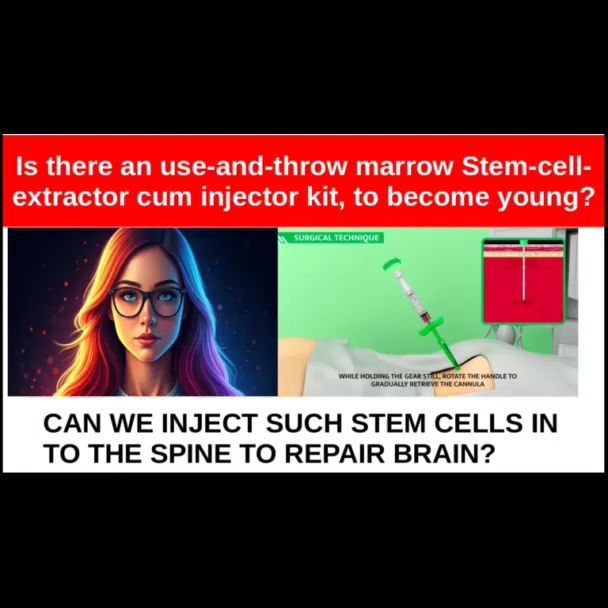 Is there an use-and-throw marrow Stem-cell-
extractor cum injector kit, to become young?
SURGICAL TECHNIQUE
WHILE HOLDING THE GEAR STILL, ROTATE THE HANDLE TO
GRADUALLY RETRIEVE THE CANNULA
CAN WE INJECT SUCH STEM CELLS IN
TO THE SPINE TO REPAIR BRAIN?